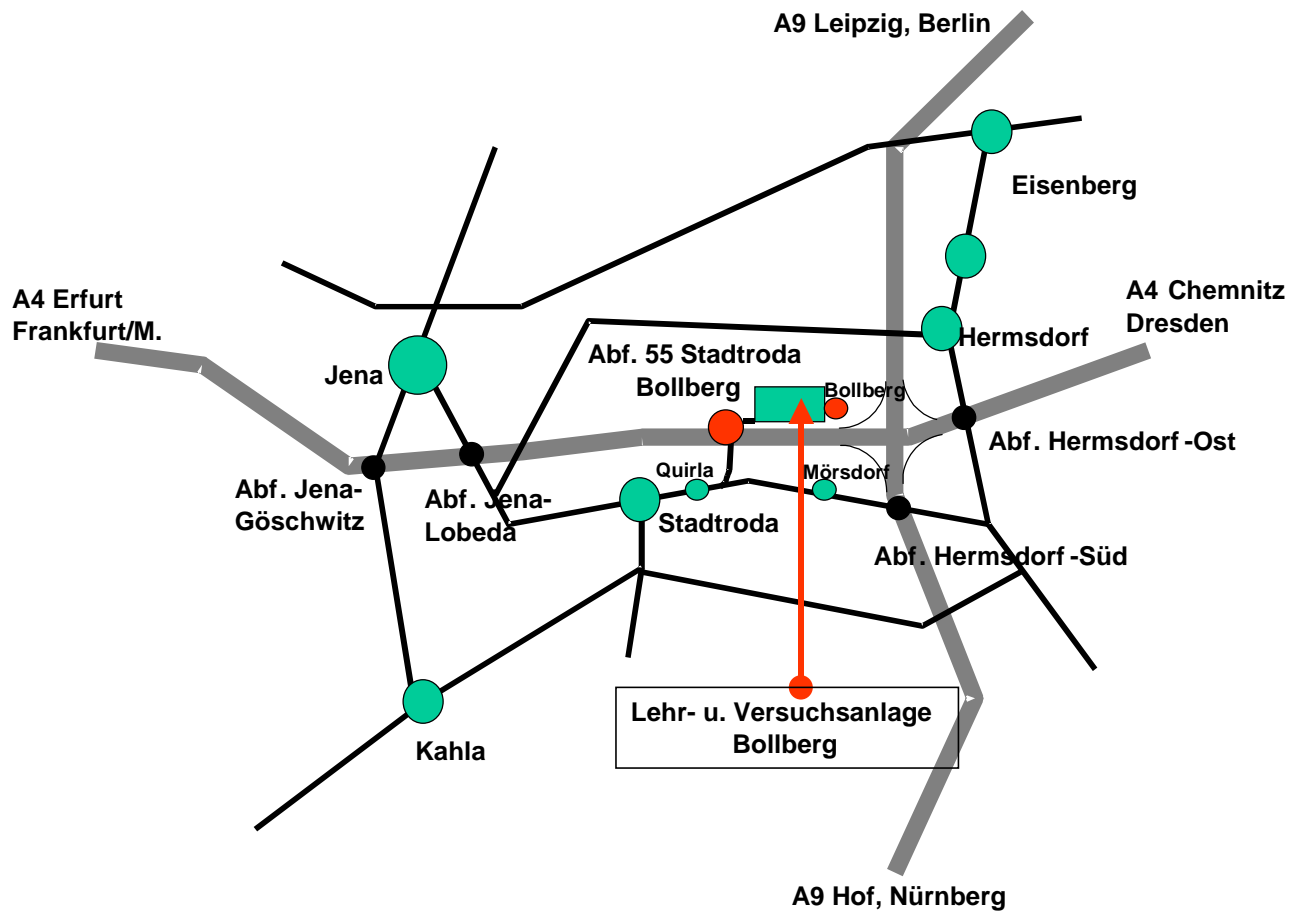 A9 Leipzig, Berlin
Eisenberg
A4 Erfurt
Frankfurt/M.
A4 Chemnitz
Dresden
Hermsdorf
Abf. 55 Stadtroda
Bollberg
Jena
Bollberg
Abf. Hermsdorf -Ost
Quirla
Mörsdorf
Abf. Jena-
Göschwitz
Abf. Jena-
Lobeda
Stadtroda
Abf. Hermsdorf -Süd
Lehr- u. Versuchsanlage
Bollberg
Kahla
A9 Hof, Nürnberg